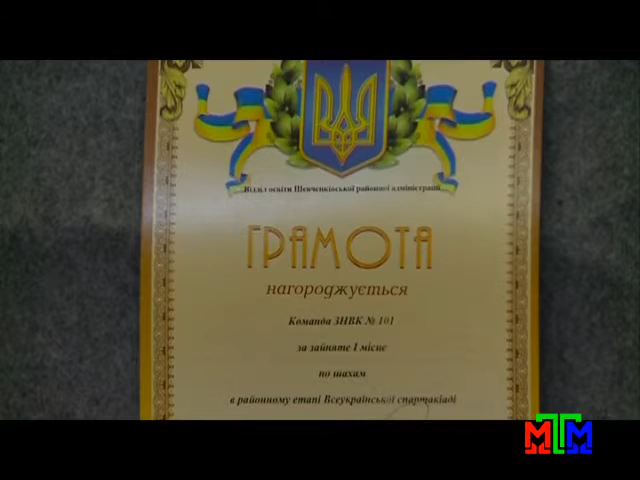 Відділ освіти Шевченківської районної адміністрації
ГРАМОТА
нагороджується
Команда ЗНВК № 101
за зайняте І місце
по шахам
в районному етапі Всеукраїнської спартакіаді
МТМ